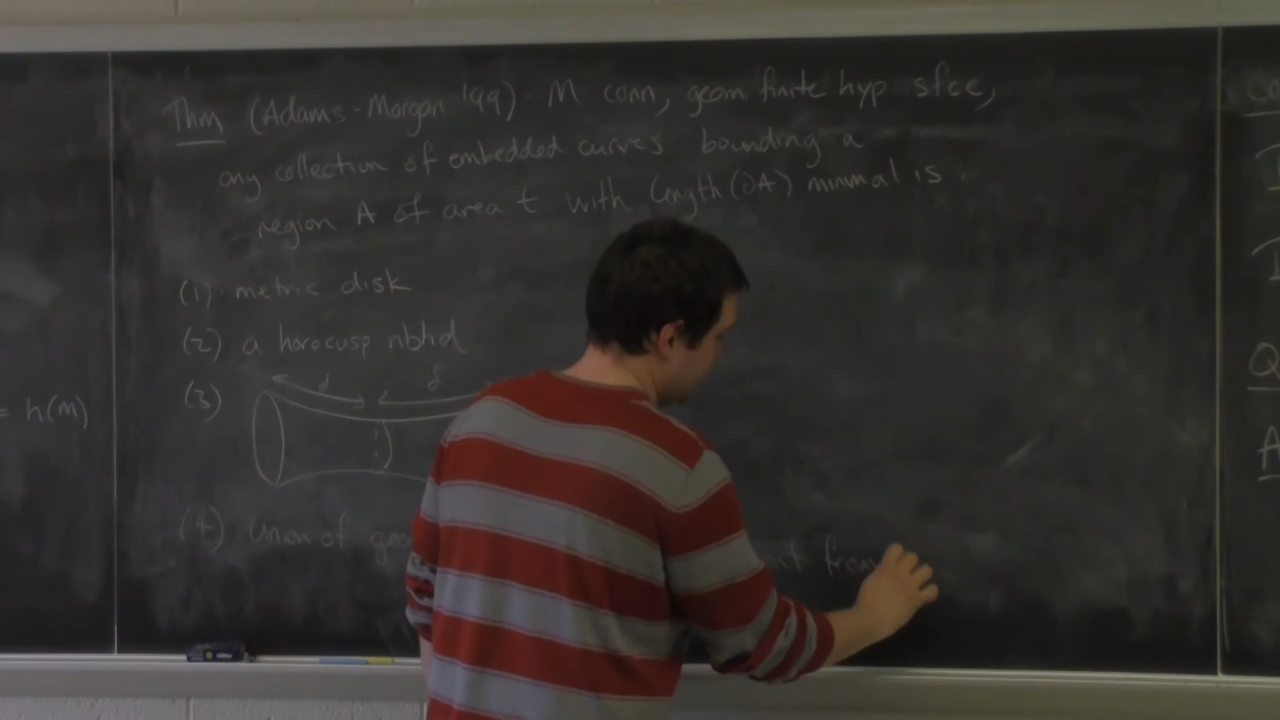 Thm (Adams-Morgan '99) M conn, geom finite hyp sfce,
any collection of embedded curves bounding a
region A of area t with length(∂A) minimal is:
(1) metric disk
(2) a horocusp nbhd
(3) δ δ
= h(M)
(4) Union of from
Q
A